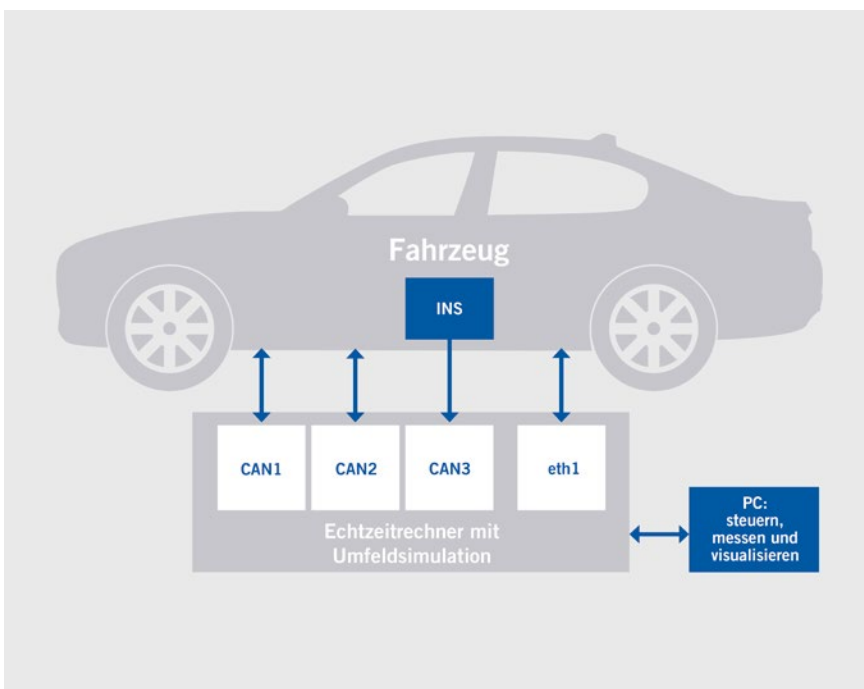 Fahrzeug
INS
CAN1
CAN2
CAN3
eth1
Echtzeitrechner mit
Umfeldsimulation
PC:
steuern,
messen und
visualisieren